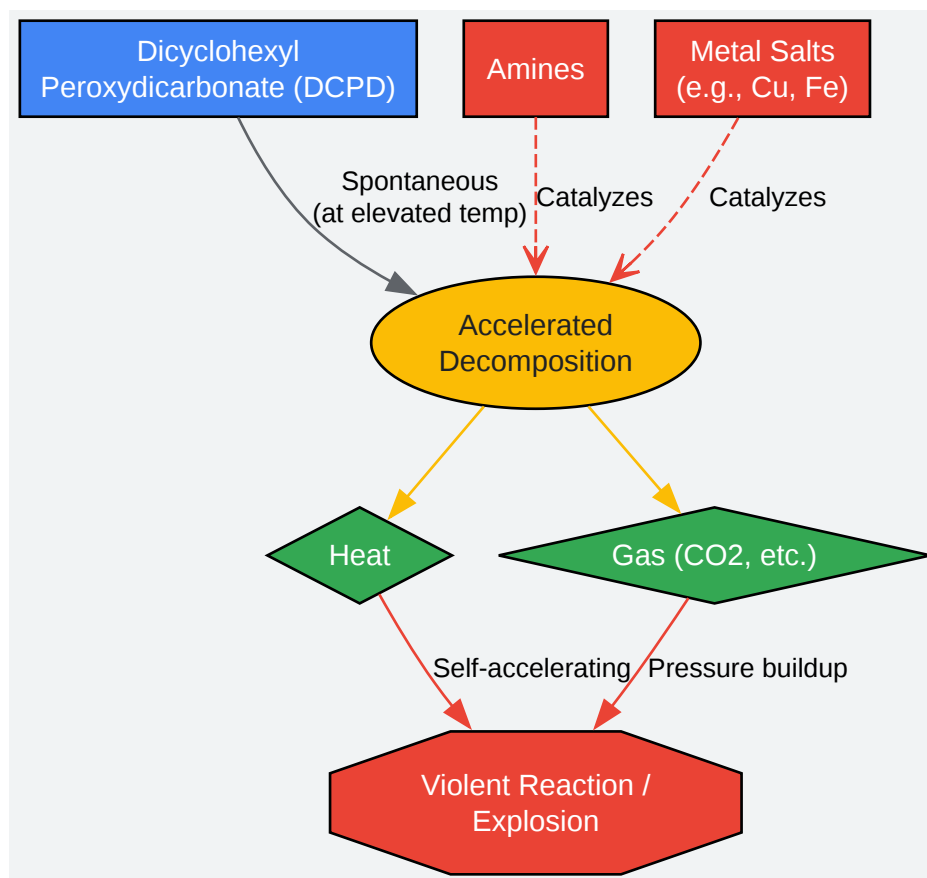 Dicyclohexyl
Peroxydicarbonate (DCPD)
Amines
Metal Salts
(e.g., Cu, Fe)
Spontaneous
(at elevated temp)
Catalyzes
Catalyzes
Accelerated
Decomposition
Heat
Gas (CO2, etc.)
Self-accelerating
Pressure buildup
Violent Reaction /
Explosion